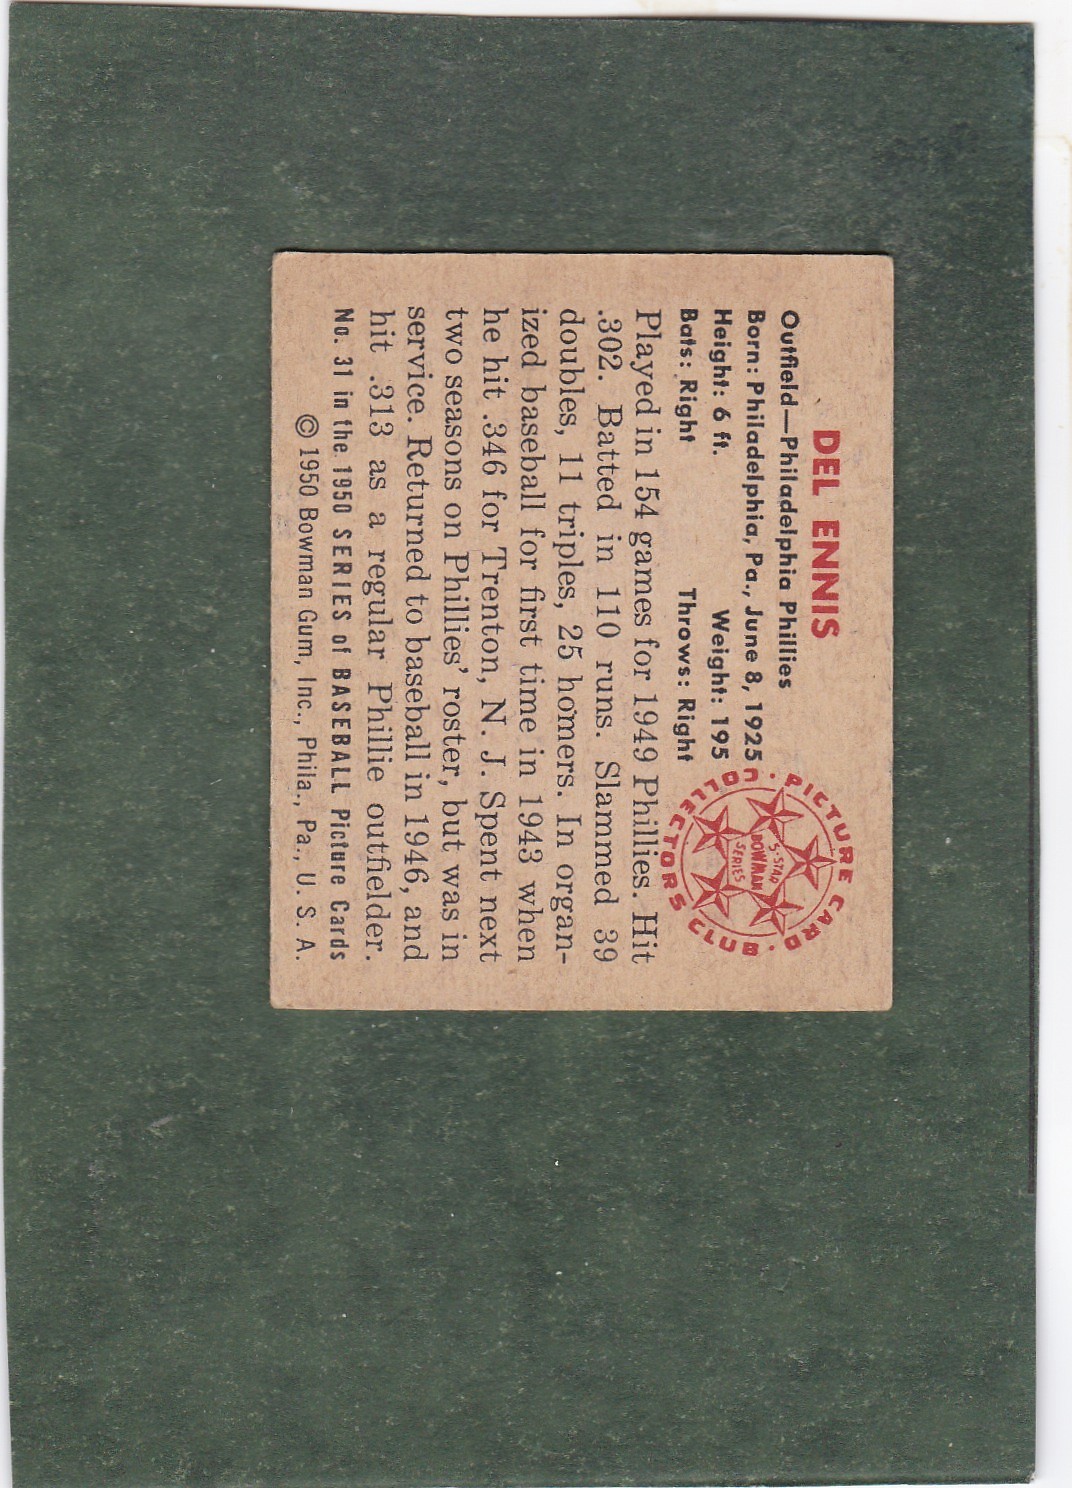 DEL ENNIS
Outfield—Philadelphia Phillies
Born: Philadelphia, Pa., June 8, 1925
Height: 6 ft. Weight: 195
Bats: Right Throws: Right
PICTURE CARD · COLLECTORS CLUB ·
5-STAR
BOWMAN
SERIES
Played in 154 games for 1949 Phillies. Hit
.302. Batted in 110 runs. Slammed 39
doubles, 11 triples, 25 homers. In organ-
ized baseball for first time in 1943 when
he hit .346 for Trenton, N. J. Spent next
two seasons on Phillies' roster, but was in
service. Returned to baseball in 1946, and
hit .313 as a regular Phillie outfielder.
No. 31 in the 1950 SERIES of BASEBALL Picture Cards
© 1950 Bowman Gum, Inc., Phila., Pa., U. S. A.